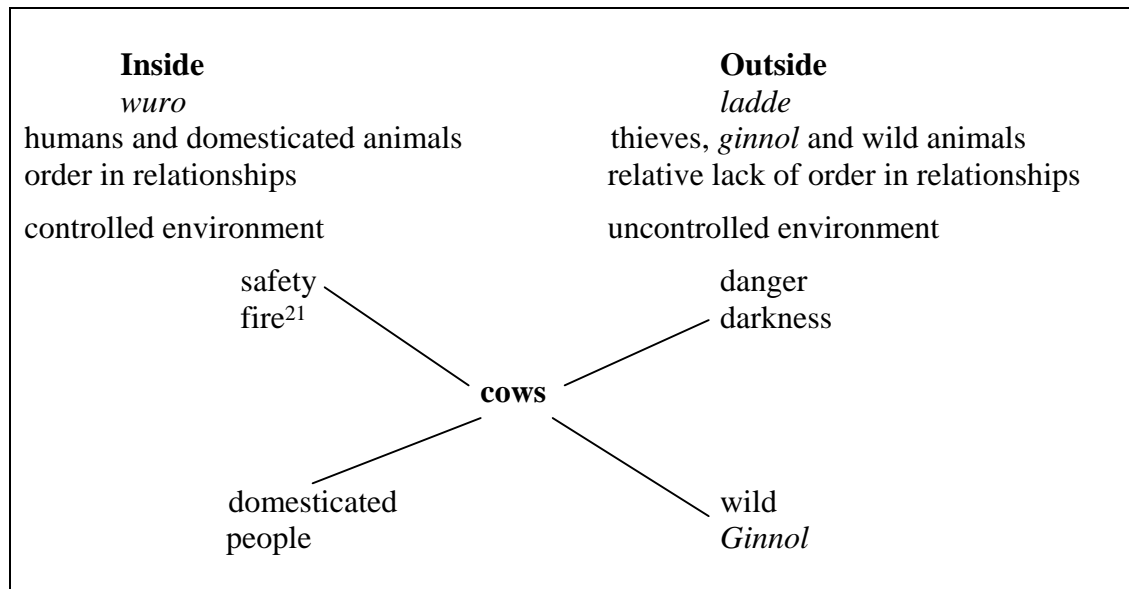 Inside Outside
wuro ladde
humans and domesticated animals thieves, ginnol and wild animals
order in relationships relative lack of order in relationships
controlled environment uncontrolled environment
safety danger
fire21 darkness
cows
domesticated wild
people Ginnol